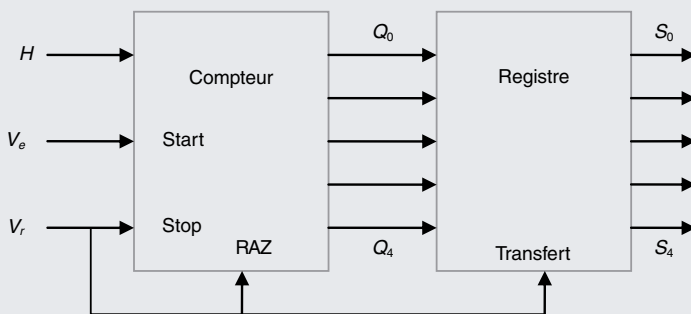 H Q₀ S₀
Compteur Registre
Vₑ Start
Vᵣ Stop
RAZ Q₄ Transfert S₄